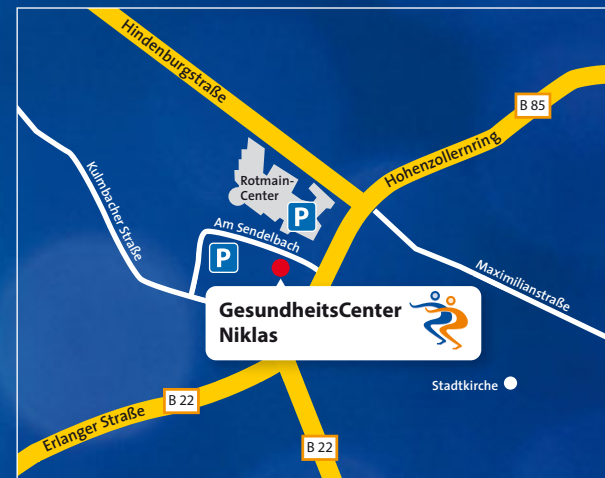 Hindenburgstraße
B 85
Hohenzollernring
Rotmain-
Center
P
Kulmbacher Straße
Am Sendelbach
P
Maximilianstraße
GesundheitsCenter
Niklas
Stadtkirche
B 22
Erlanger Straße
B 22